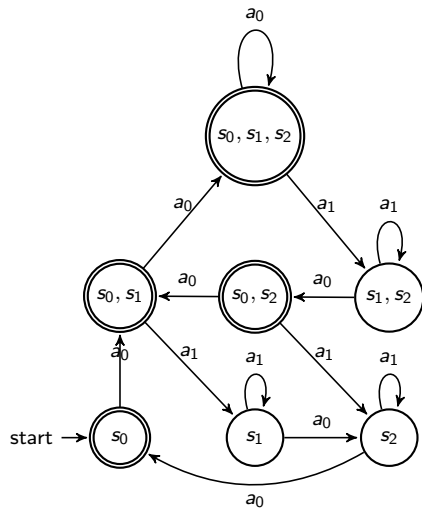 a₀
s₀, s₁, s₂
a₀ a₁ a₁
s₀, s₁ a₀ s₀, s₂ a₀ s₁, s₂
a₀ a₁ a₁ a₁ a₁
start s₀ s₁ a₀ s₂
a₀